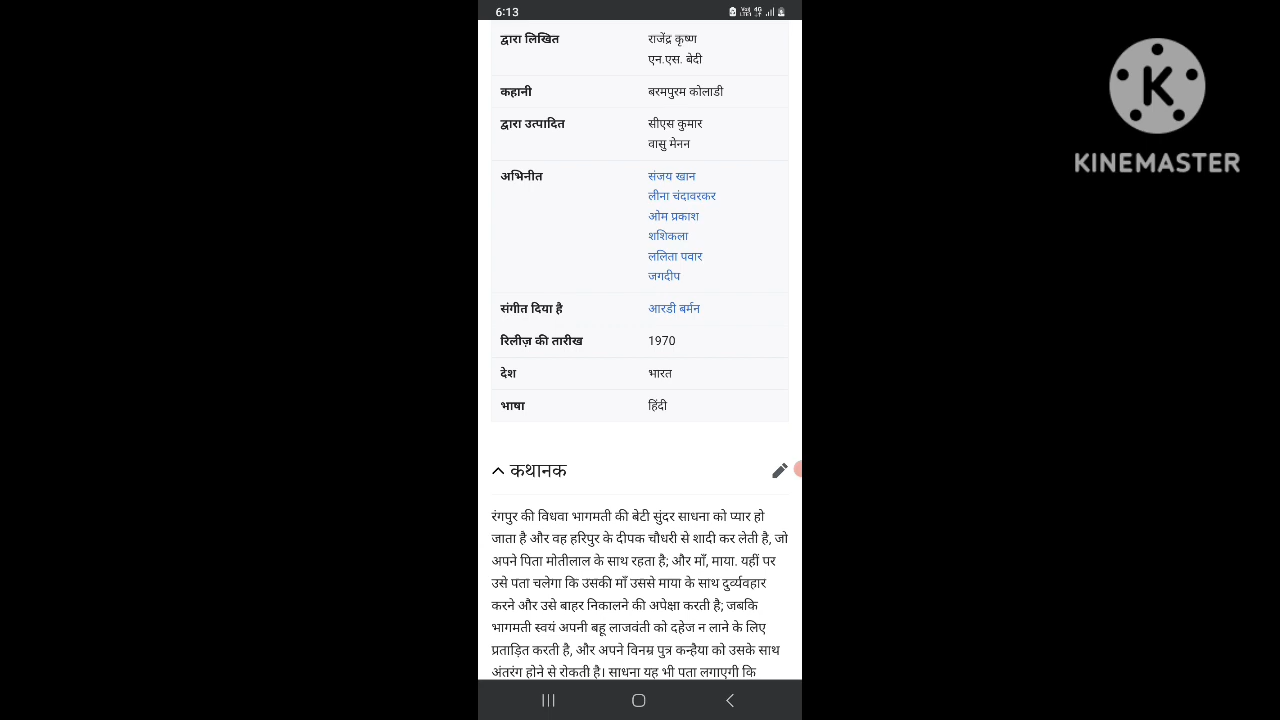 6:13
द्वारा लिखित राजेंद्र कृष्ण
एन.एस. बेदी
कहानी बरमपुरम कोलाडी
द्वारा उत्पादित सीएस कुमार
वासु मेनन
अभिनीत संजय खान
लीना चंदावरकर
ओम प्रकाश
शशिकला
ललिता पवार
जगदीप
संगीत दिया है आरडी बर्मन
रिलीज़ की तारीख 1970
देश भारत
भाषा हिंदी
कथानक
रंगपुर की विधवा भागमती की बेटी सुंदर साधना को प्यार हो
जाता है और वह हरिपुर के दीपक चौधरी से शादी कर लेती है, जो
अपने पिता मोतीलाल के साथ रहता है; और माँ, माया. यहीं पर
उसे पता चलेगा कि उसकी माँ उससे माया के साथ दुर्व्यवहार
करने और उसे बाहर निकालने की अपेक्षा करती है; जबकि
भागमती स्वयं अपनी बहू लाजवंती को दहेज न लाने के लिए
प्रताड़ित करती है, और अपने विनम्र पुत्र कन्हैया को उसके साथ
अंतरंग होने से रोकती है। साधना यह भी पता लगाएगी कि
K
KINEMASTER